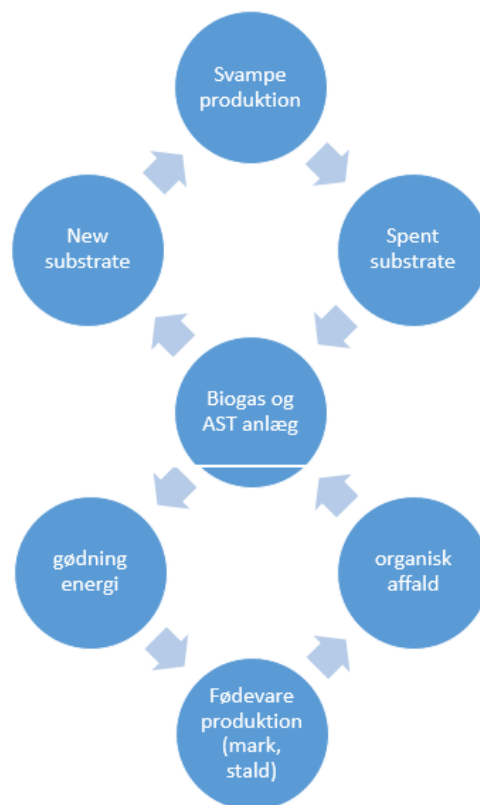 Svampe
produktion
New
substrate
Spent
substrate
Biogas og
AST anlæg
gødning
energi
organisk
affald
Fødevare
produktion
(mark,
stald)